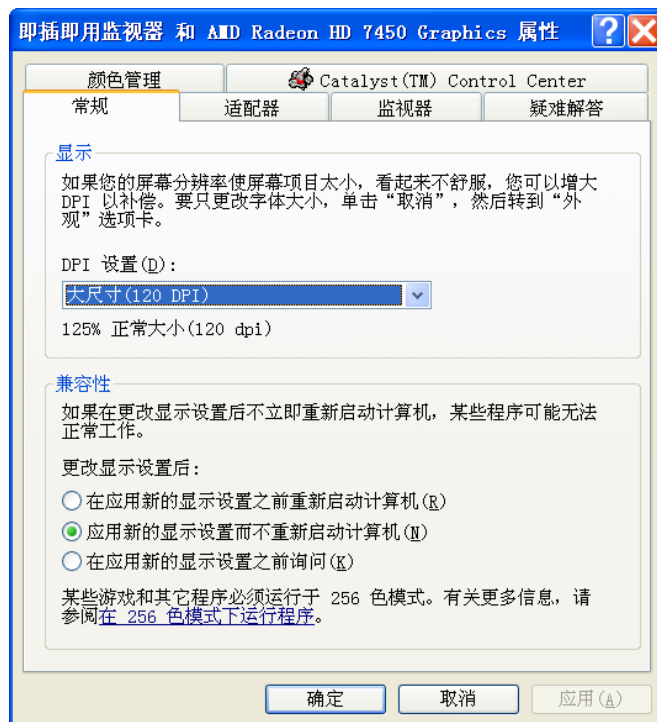 即插即用监视器 和 AMD Radeon HD 7450 Graphics 属性
颜色管理
Catalyst(TM) Control Center
常规
适配器
监视器
疑难解答
显示
如果您的屏幕分辨率使屏幕项目太小，看起来不舒服，您可以增大
DPI 以补偿。要只更改字体大小，单击“取消”，然后转到“外
观”选项卡。
DPI 设置(D):
大尺寸(120 DPI)
125% 正常大小(120 dpi)
兼容性
如果在更改显示设置后不立即重新启动计算机，某些程序可能无法
正常工作。
更改显示设置后:
在应用新的显示设置之前重新启动计算机(R)
应用新的显示设置而不重新启动计算机(N)
在应用新的显示设置之前询问(K)
某些游戏和其它程序必须运行于 256 色模式。有关更多信息，请
参阅在 256 色模式下运行程序。
确定
取消
应用(A)